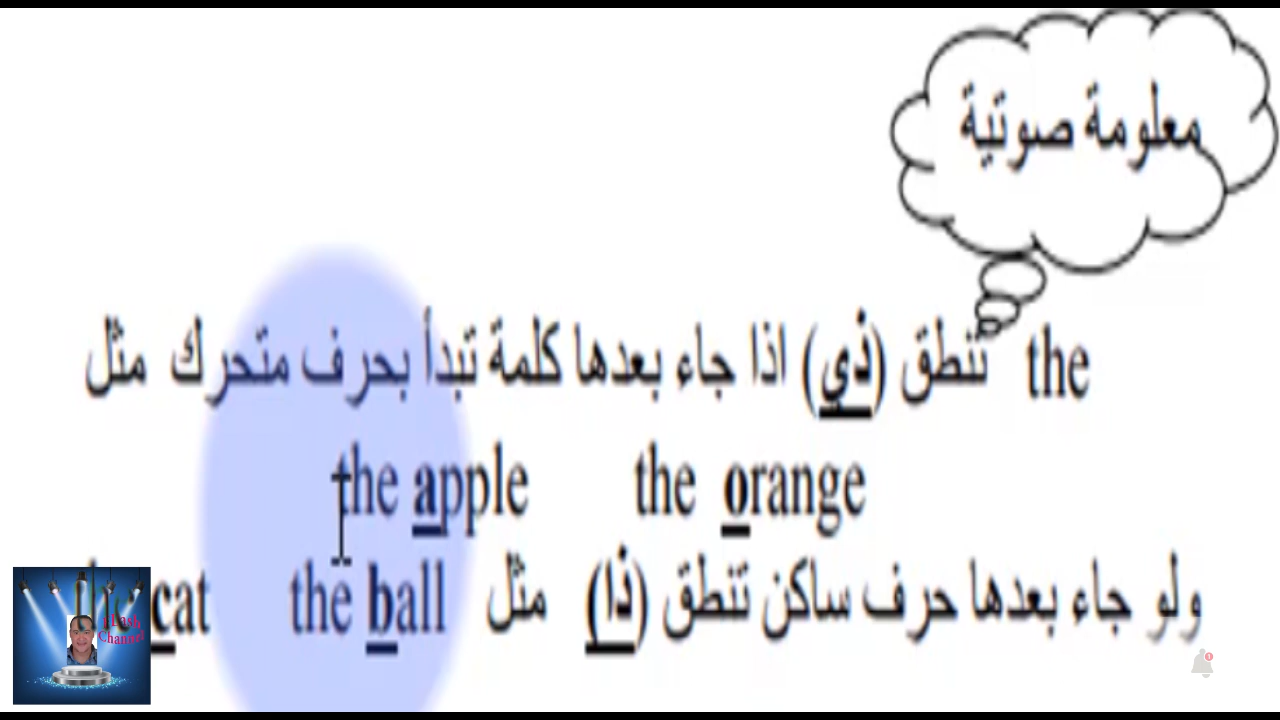 معلومة صوتية
the تنطق (ذي) اذا جاء بعدها كلمة تبدأ بحرف متحرك مثل
the apple the orange
ولو جاء بعدها حرف ساكن تنطق (ذا) مثل the ball the cat
Channel